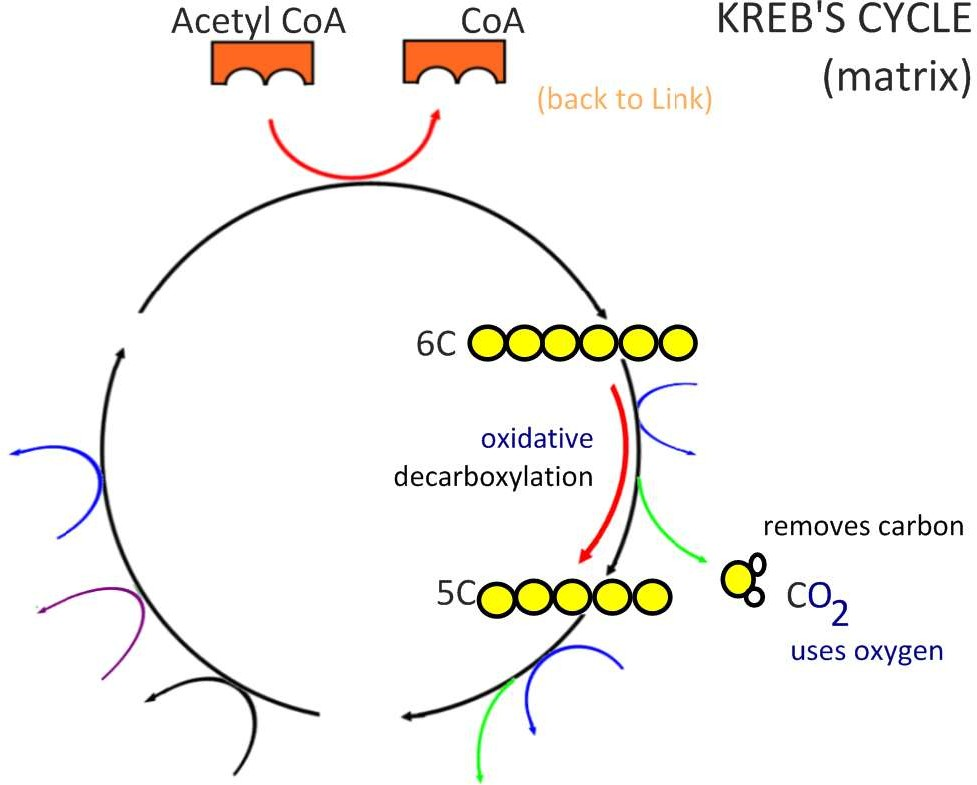 Acetyl CoA
CoA
KREB'S CYCLE
(matrix)
(back to Link)
6C
oxidative
decarboxylation
removes carbon
5C
CO2
uses oxygen